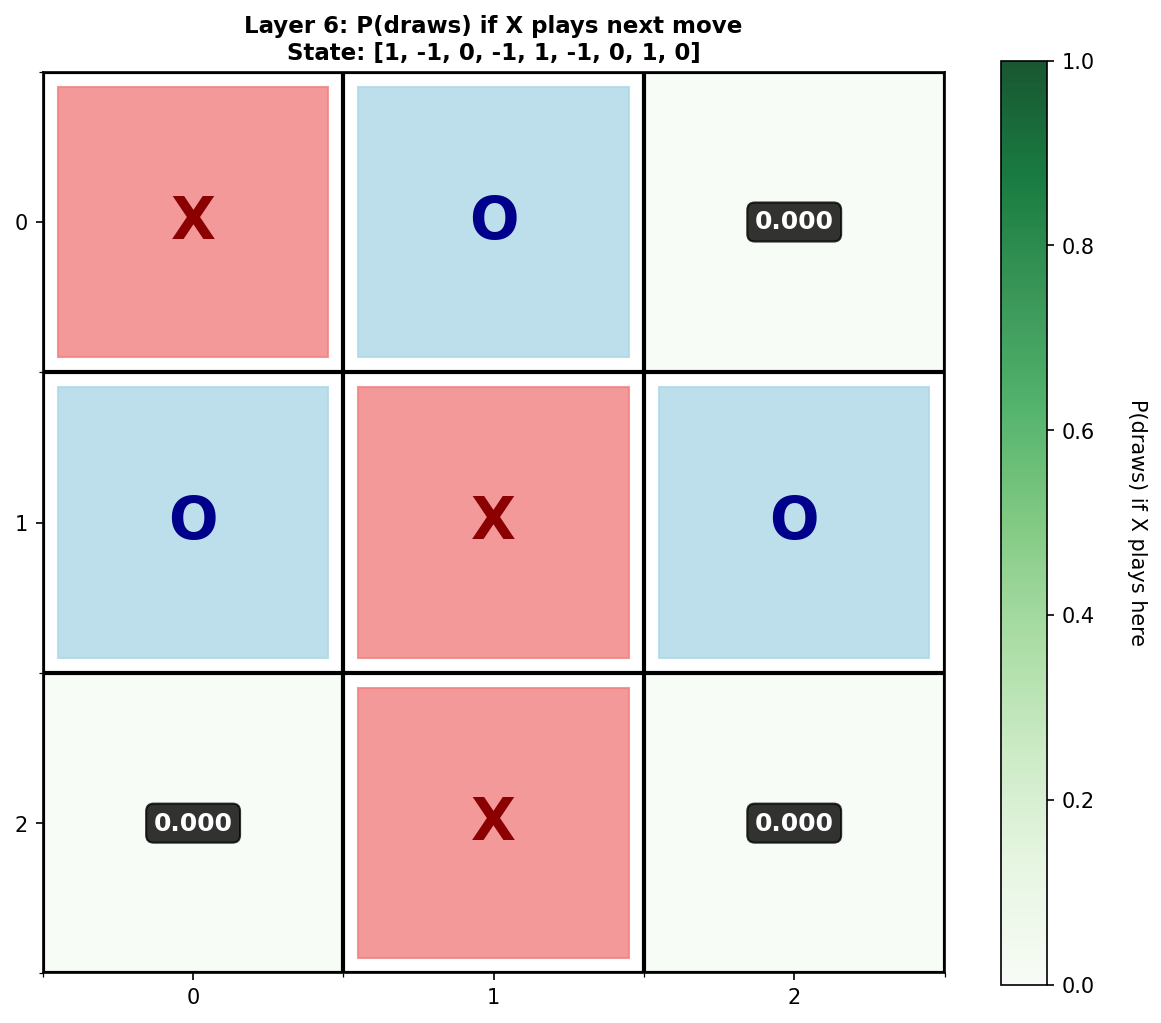 Layer 6: P(draws) if X plays next move
State: [1, -1, 0, -1, 1, -1, 0, 1, 0]
X
O
0.000
O
X
O
0.000
X
0.000
0
1
2
0
1
2
1.0
0.8
0.6
0.4
0.2
0.0
P(draws) if X plays here